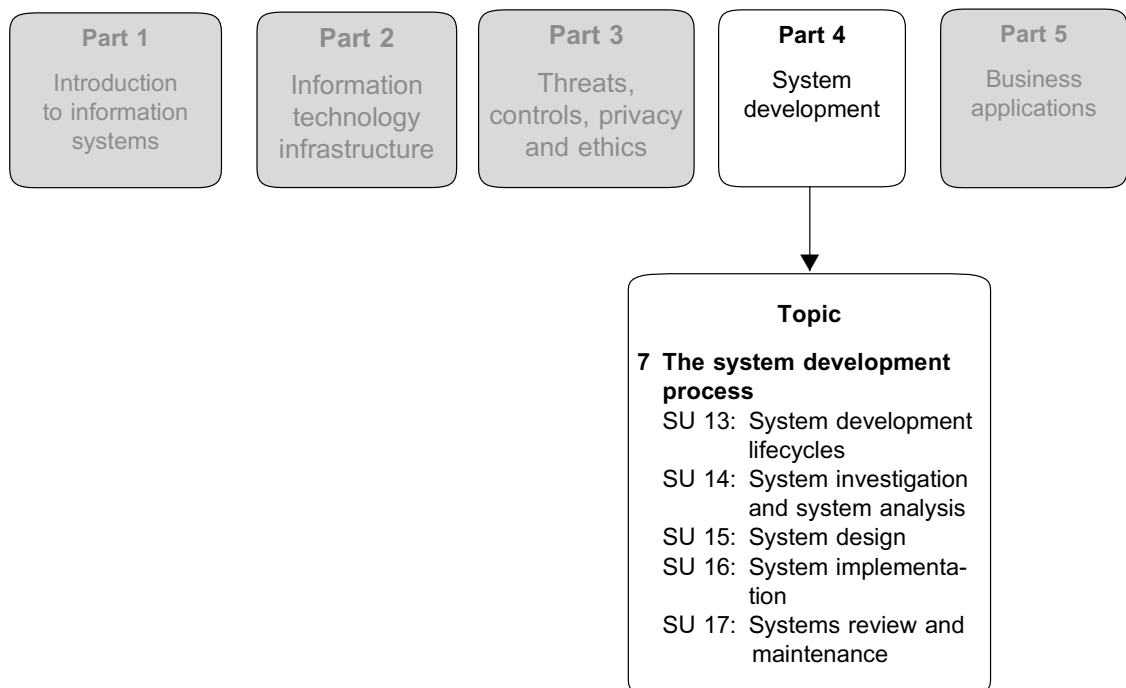 Part 1
Introduction
to information
systems
Part 2
Information
technology
infrastructure
Part 3
Threats,
controls, privacy
and ethics
Part 4
System
development
Part 5
Business
applications
Topic
7 The system development
process
SU 13: System development
lifecycles
SU 14: System investigation
and system analysis
SU 15: System design
SU 16: System implementa-
tion
SU 17: Systems review and
maintenance